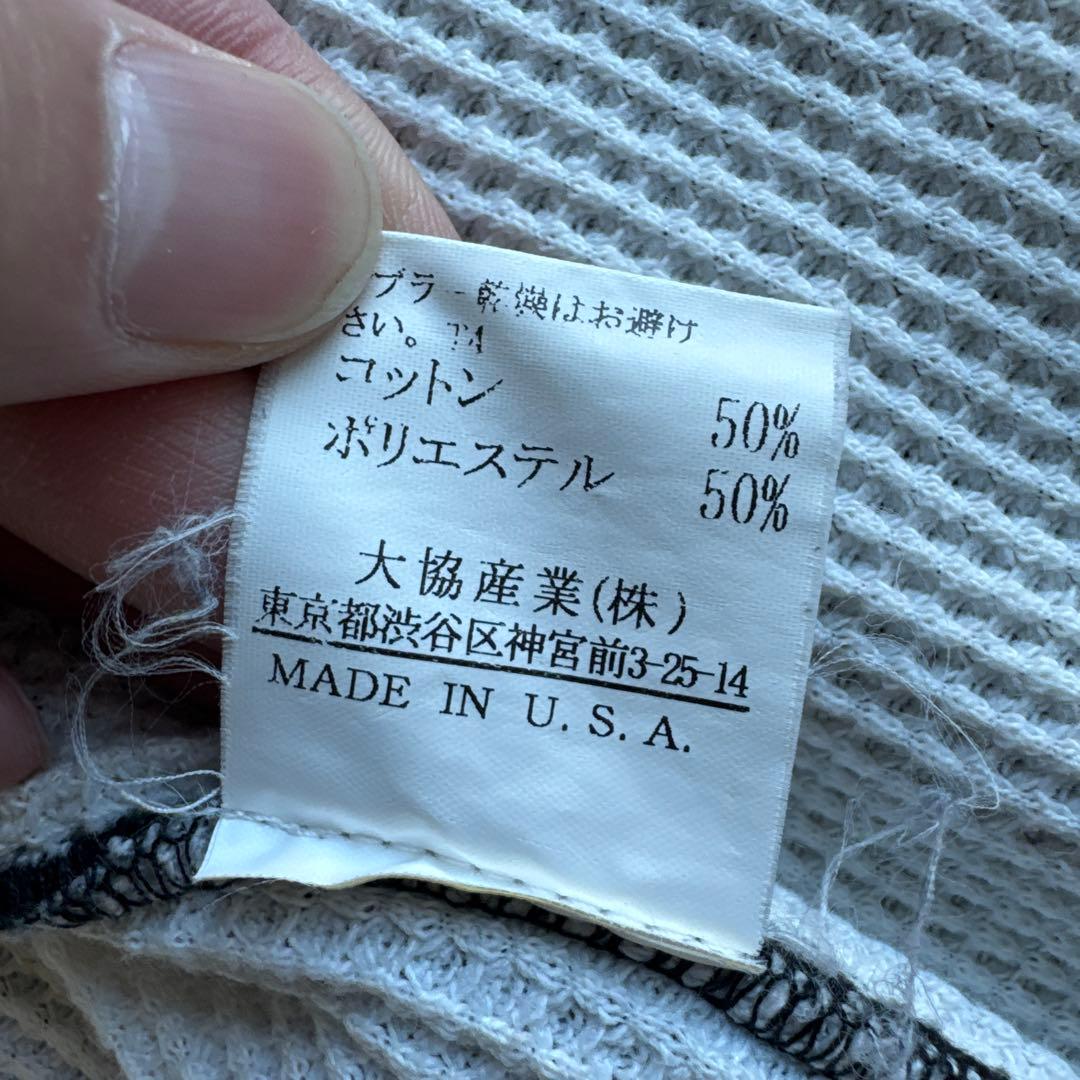 ブラー乾燥はお避け
さい。
コットン 50%
ポリエステル 50%
大協産業(株)
東京都渋谷区神宮前3-25-14
MADE IN U.S.A.